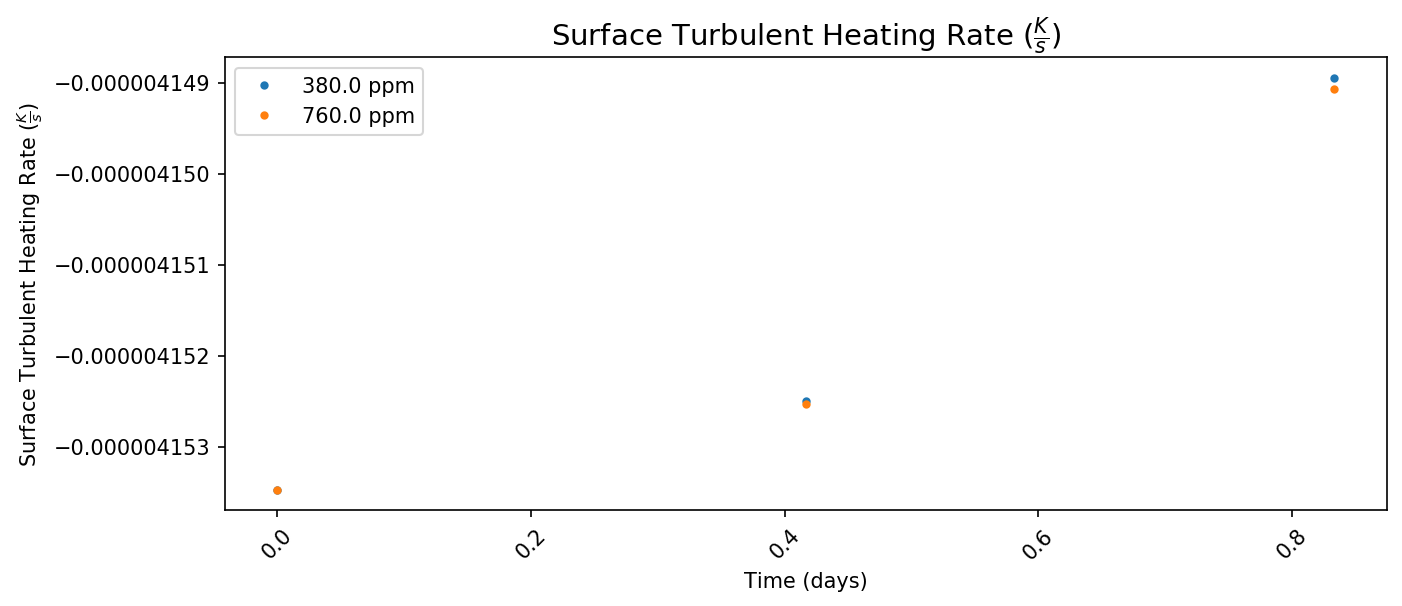 Surface Turbulent Heating Rate (K/s)
380.0 ppm
760.0 ppm
Surface Turbulent Heating Rate (K/s)
−0.000004149
−0.000004150
−0.000004151
−0.000004152
−0.000004153
0.0
0.2
0.4
0.6
0.8
Time (days)